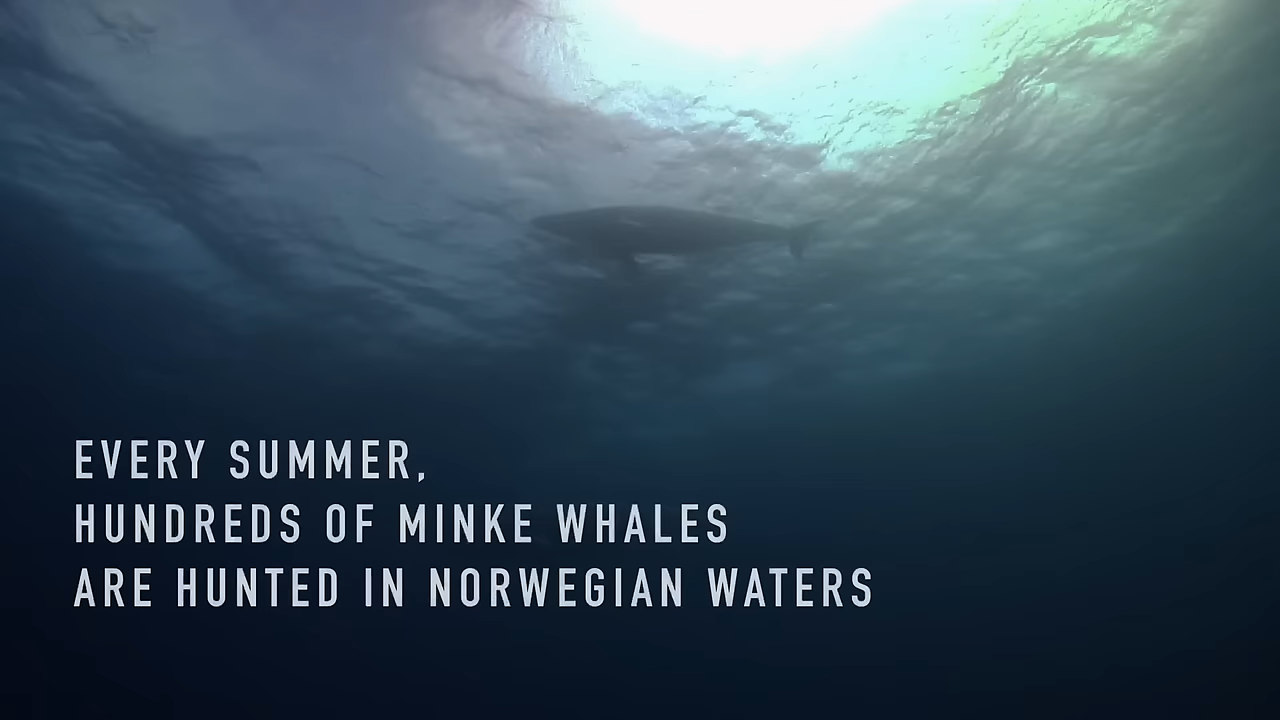 EVERY SUMMER,
HUNDREDS OF MINKE WHALES
ARE HUNTED IN NORWEGIAN WATERS